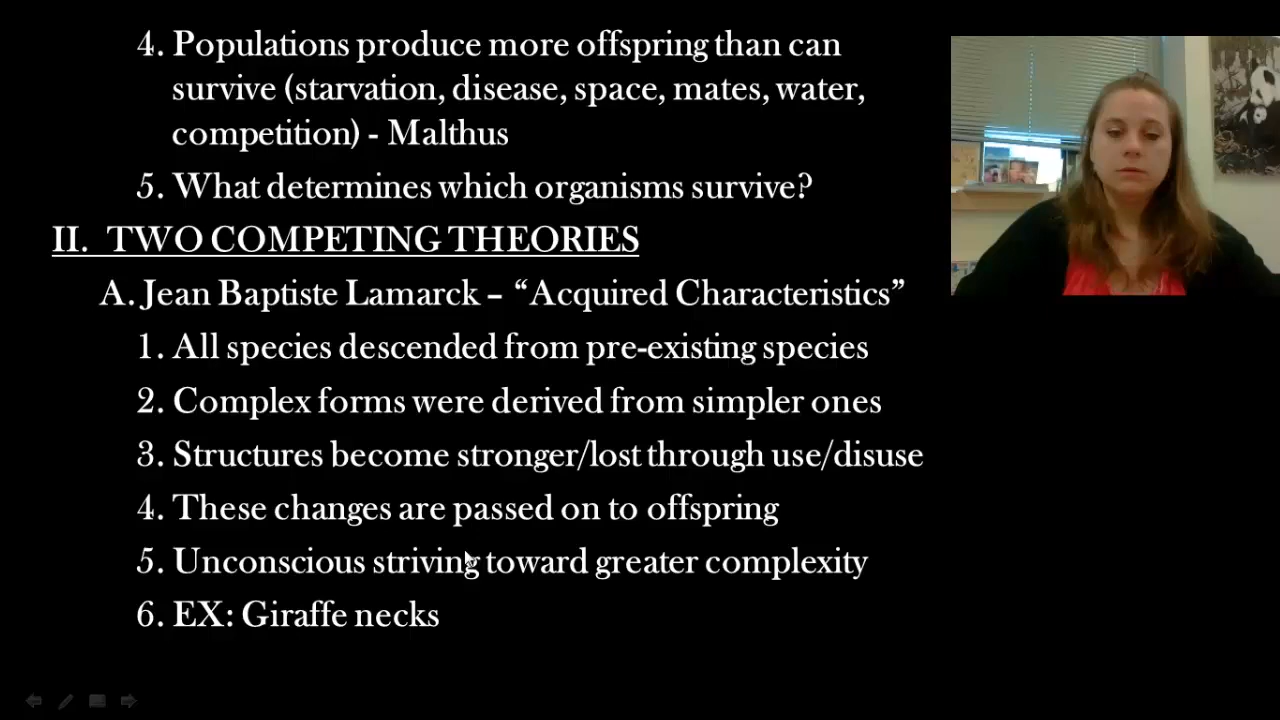 4. Populations produce more offspring than can
survive (starvation, disease, space, mates, water,
competition) - Malthus
5. What determines which organisms survive?
II. TWO COMPETING THEORIES
A. Jean Baptiste Lamarck – “Acquired Characteristics”
1. All species descended from pre-existing species
2. Complex forms were derived from simpler ones
3. Structures become stronger/lost through use/disuse
4. These changes are passed on to offspring
5. Unconscious striving toward greater complexity
6. EX: Giraffe necks